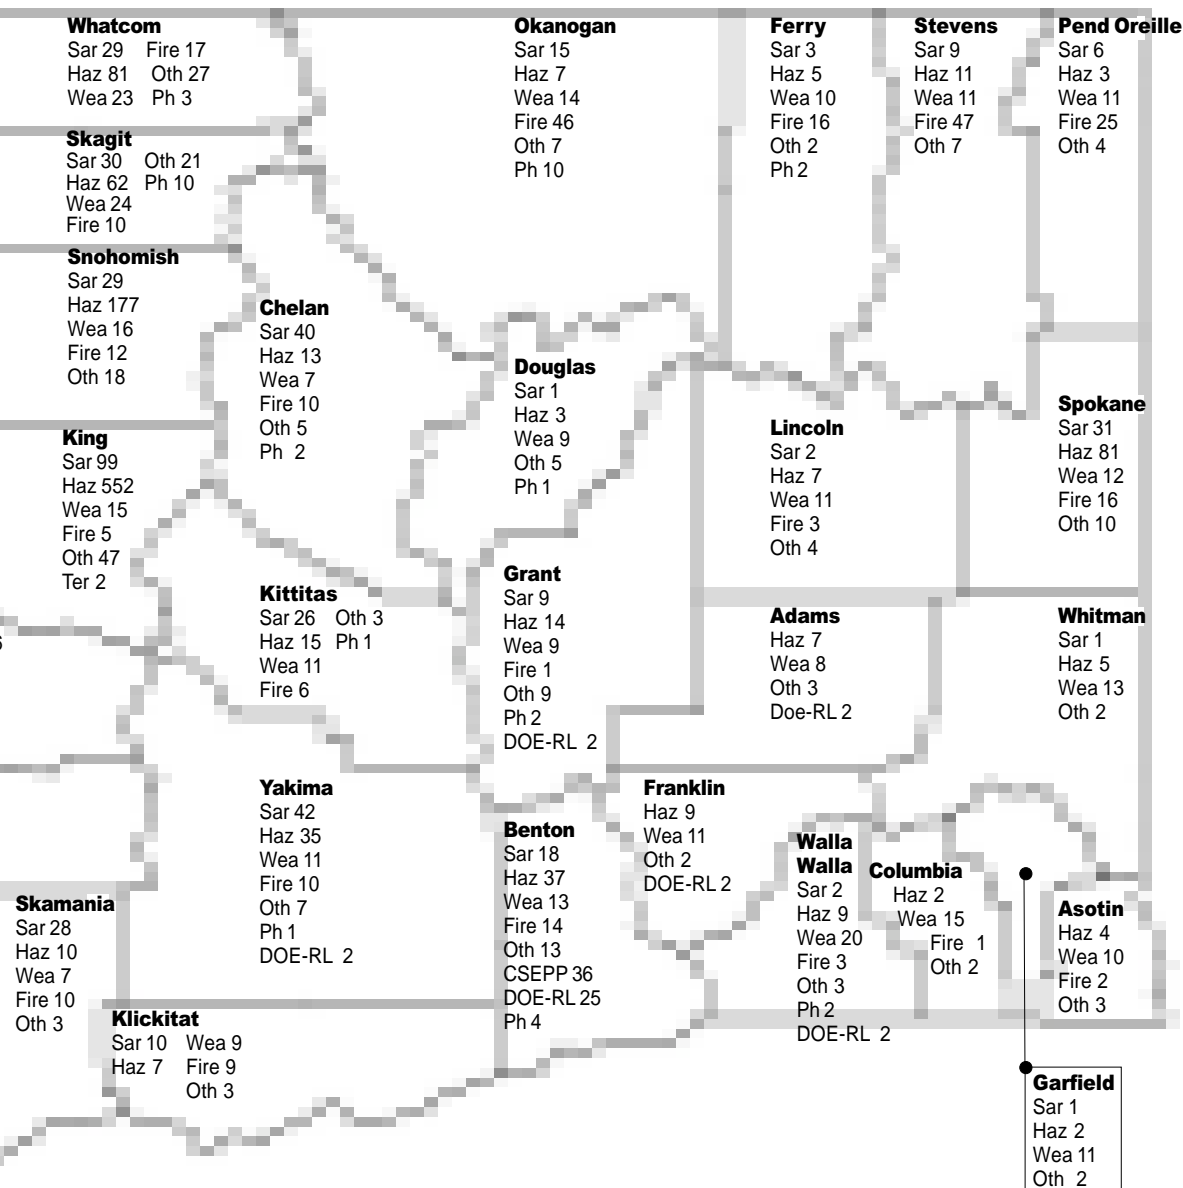 Whatcom
Sar 29 Fire 17
Haz 81 Oth 27
Wea 23 Ph 3
Okanogan
Sar 15
Haz 7
Wea 14
Fire 46
Oth 7
Ph 10
Ferry
Sar 3
Haz 5
Wea 10
Fire 16
Oth 2
Ph 2
Stevens
Sar 9
Haz 11
Wea 11
Fire 47
Oth 7
Pend Oreille
Sar 6
Haz 3
Wea 11
Fire 25
Oth 4
Skagit
Sar 30 Oth 21
Haz 62 Ph 10
Wea 24
Fire 10
Snohomish
Sar 29
Haz 177
Wea 16
Fire 12
Oth 18
Chelan
Sar 40
Haz 13
Wea 7
Fire 10
Oth 5
Ph 2
Douglas
Sar 1
Haz 3
Wea 9
Oth 5
Ph 1
Lincoln
Sar 2
Haz 7
Wea 11
Fire 3
Oth 4
Spokane
Sar 31
Haz 81
Wea 12
Fire 16
Oth 10
King
Sar 99
Haz 552
Wea 15
Fire 5
Oth 47
Ter 2
Kittitas
Sar 26 Oth 3
Haz 15 Ph 1
Wea 11
Fire 6
Grant
Sar 9
Haz 14
Wea 9
Fire 1
Oth 9
Ph 2
DOE-RL 2
Adams
Haz 7
Wea 8
Oth 3
Doe-RL 2
Whitman
Sar 1
Haz 5
Wea 13
Oth 2
Yakima
Sar 42
Haz 35
Wea 11
Fire 10
Oth 7
Ph 1
DOE-RL 2
Benton
Sar 18
Haz 37
Wea 13
Fire 14
Oth 13
CSEPP 36
DOE-RL 25
Ph 4
Franklin
Haz 9
Wea 11
Oth 2
DOE-RL 2
Walla
Walla
Sar 2
Haz 9
Wea 20
Fire 3
Oth 3
Ph 2
DOE-RL 2
Columbia
Haz 2
Wea 15
Fire 1
Oth 2
Asotin
Haz 4
Wea 10
Fire 2
Oth 3
Skamania
Sar 28
Haz 10
Wea 7
Fire 10
Oth 3
Klickitat
Sar 10 Wea 9
Haz 7 Fire 9
Oth 3
Garfield
Sar 1
Haz 2
Wea 11
Oth 2